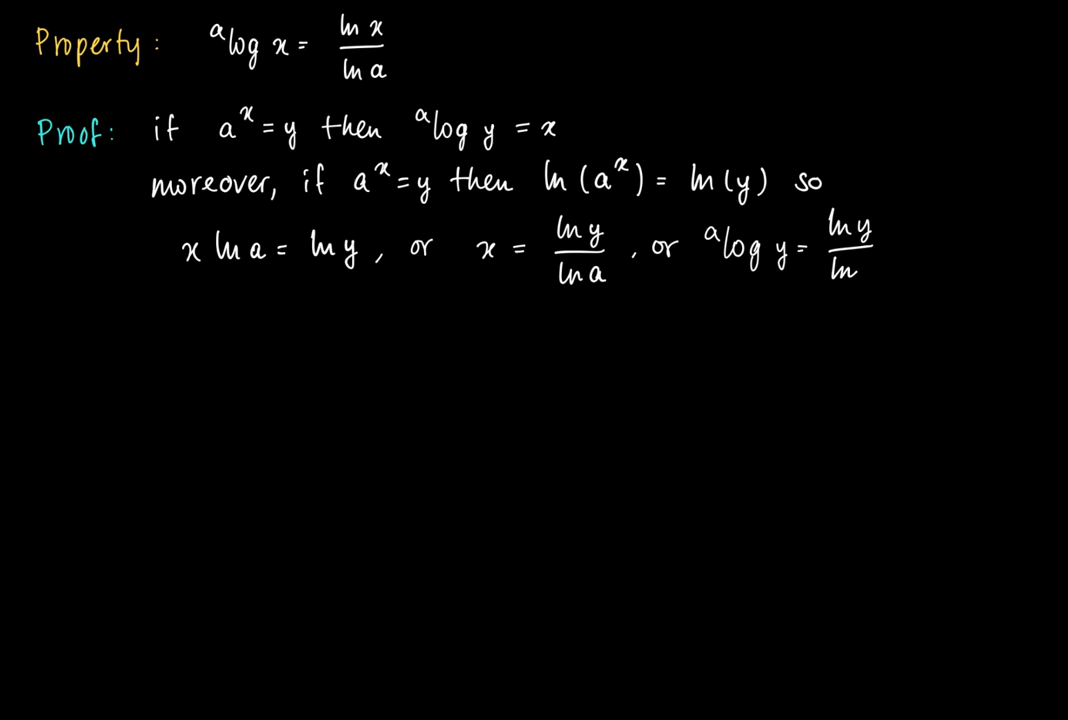 Property: ᵃlog x = ln x / ln a
Proof: if aˣ = y then ᵃlog y = x
moreover, if aˣ = y then ln(aˣ) = ln(y) so
x ln a = ln y, or x = ln y / ln a, or ᵃlog y = ln y / ln